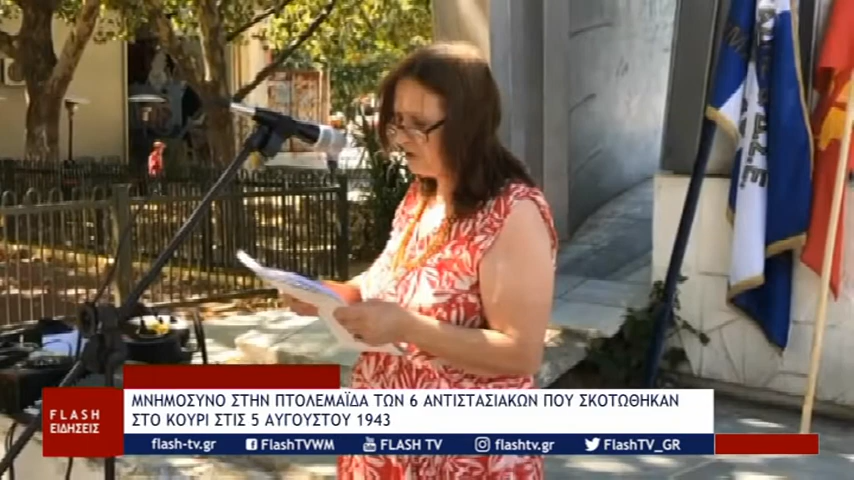 FLASH
ΕΙΔΗΣΕΙΣ
ΜΝΗΜΟΣΥΝΟ ΣΤΗΝ ΠΤΟΛΕΜΑΪΔΑ ΤΩΝ 6 ΑΝΤΙΣΤΑΣΙΑΚΩΝ ΠΟΥ ΣΚΟΤΩΘΗΚΑΝ
ΣΤΟ ΚΟΥΡΙ ΣΤΙΣ 5 ΑΥΓΟΥΣΤΟΥ 1943
flash-tv.gr FLASHTVWM FLASH TV flashtv.gr FlashTV_GR